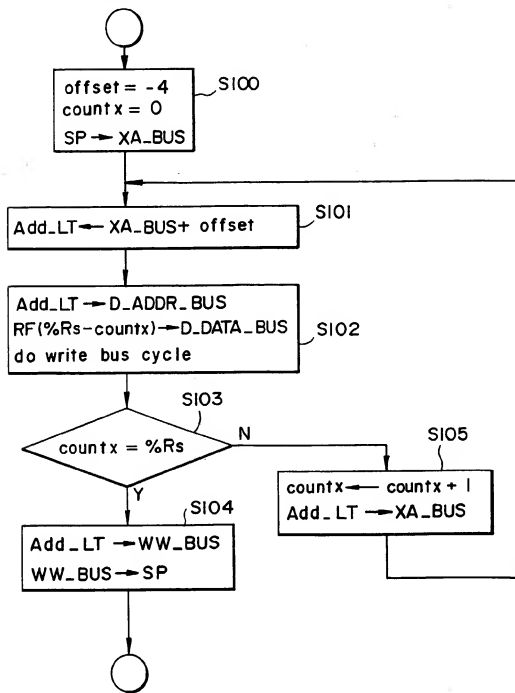 offset = -4
countx = 0
SP → XA_BUS
S100
Add_LT ← XA_BUS + offset
S101
Add_LT → D_ADDR_BUS
RF(%Rs-countx) → D_DATA_BUS
do write bus cycle
S102
S103
countx = %Rs
N
Y
S105
countx ← countx + 1
Add_LT → XA_BUS
S104
Add_LT → WW_BUS
WW_BUS → SP